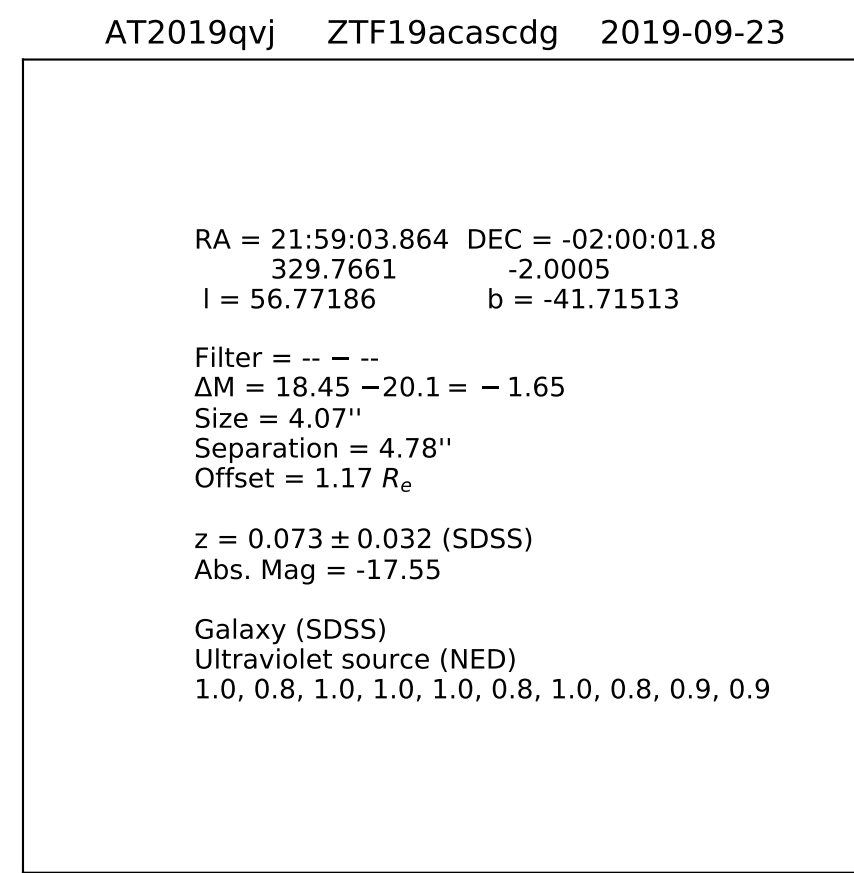 AT2019qvj ZTF19acascdg 2019-09-23
RA = 21:59:03.864 DEC = -02:00:01.8
329.7661 -2.0005
l = 56.77186 b = -41.71513
Filter = -- − --
ΔM = 18.45 −20.1 = − 1.65
Size = 4.07''
Separation = 4.78''
Offset = 1.17 Rₑ
z = 0.073 ± 0.032 (SDSS)
Abs. Mag = -17.55
Galaxy (SDSS)
Ultraviolet source (NED)
1.0, 0.8, 1.0, 1.0, 1.0, 0.8, 1.0, 0.8, 0.9, 0.9